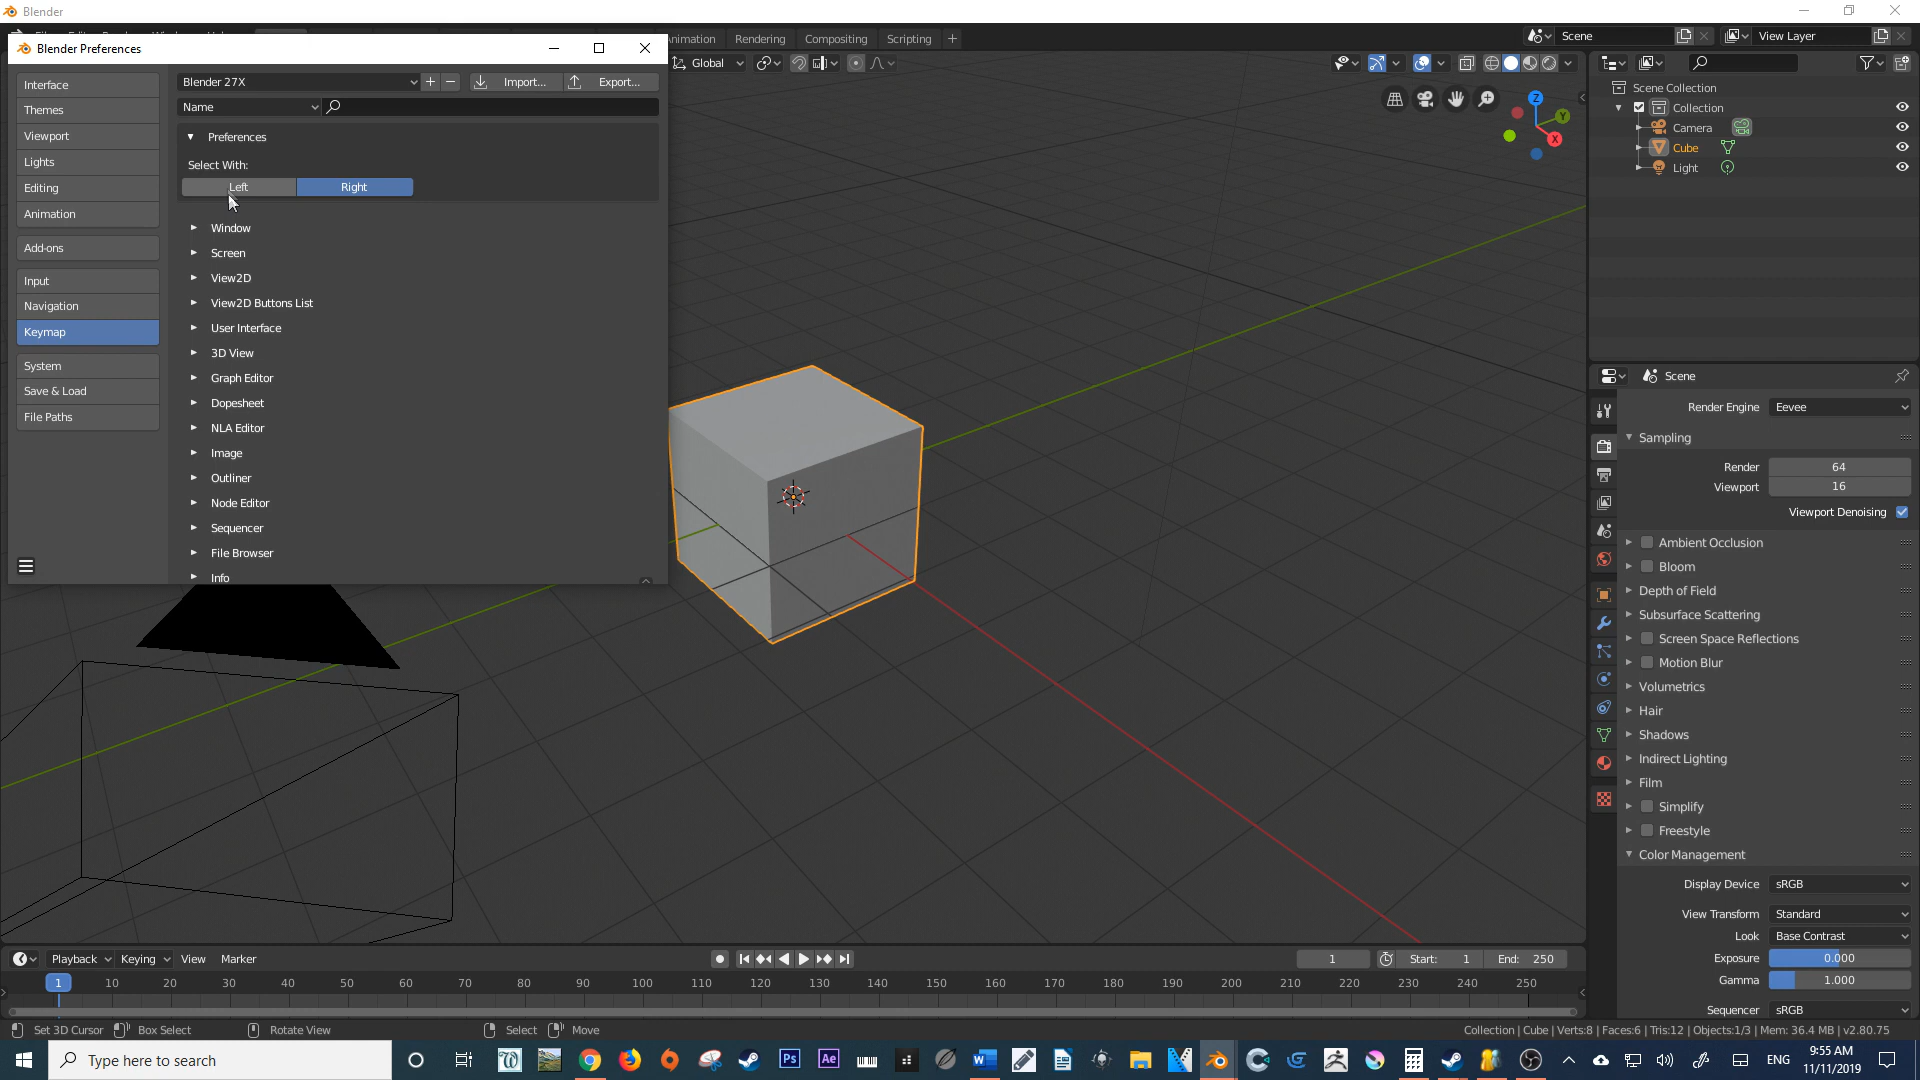 Blender
Blender Preferences
Animation
Rendering
Compositing
Scripting
Scene
View Layer
Global
Interface
Themes
Viewport
Lights
Editing
Animation
Add-ons
Input
Navigation
Keymap
System
Save & Load
File Paths
Blender 27X
Import...
Export...
Name
Preferences
Select With:
Left
Right
Window
Screen
View2D
View2D Buttons List
User Interface
3D View
Graph Editor
Dopesheet
NLA Editor
Image
Outliner
Node Editor
Sequencer
File Browser
Info
Z
Y
X
Scene Collection
Collection
Camera
Cube
Light
Scene
Render Engine Eevee
Sampling
Render 64
Viewport 16
Viewport Denoising
Ambient Occlusion
Bloom
Depth of Field
Subsurface Scattering
Screen Space Reflections
Motion Blur
Volumetrics
Hair
Shadows
Indirect Lighting
Film
Simplify
Freestyle
Color Management
Display Device sRGB
View Transform Standard
Look Base Contrast
Exposure 0.000
Gamma 1.000
Sequencer sRGB
Playback Keying View Marker
1 Start: 1 End: 250
1 10 20 30 40 50 60 70 80 90 100 110 120 130 140 150 160 170 180 190 200 210 220 230 240 250
Set 3D Cursor Box Select Rotate View Select Move
Collection | Cube | Verts:8 | Faces:6 | Tris:12 | Objects:1/3 | Mem: 36.4 MB | v2.80.75
Type here to search
Ps
Ae
ENG
9:55 AM
11/11/2019